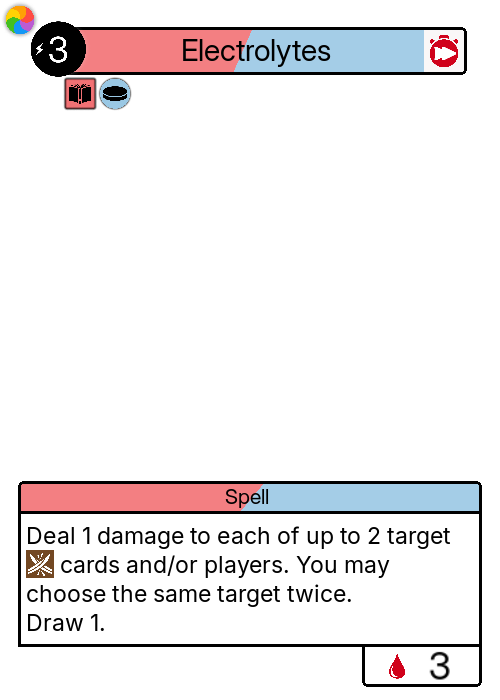 3
Electrolytes
Spell
Deal 1 damage to each of up to 2 target
cards and/or players. You may
choose the same target twice.
Draw 1.
3